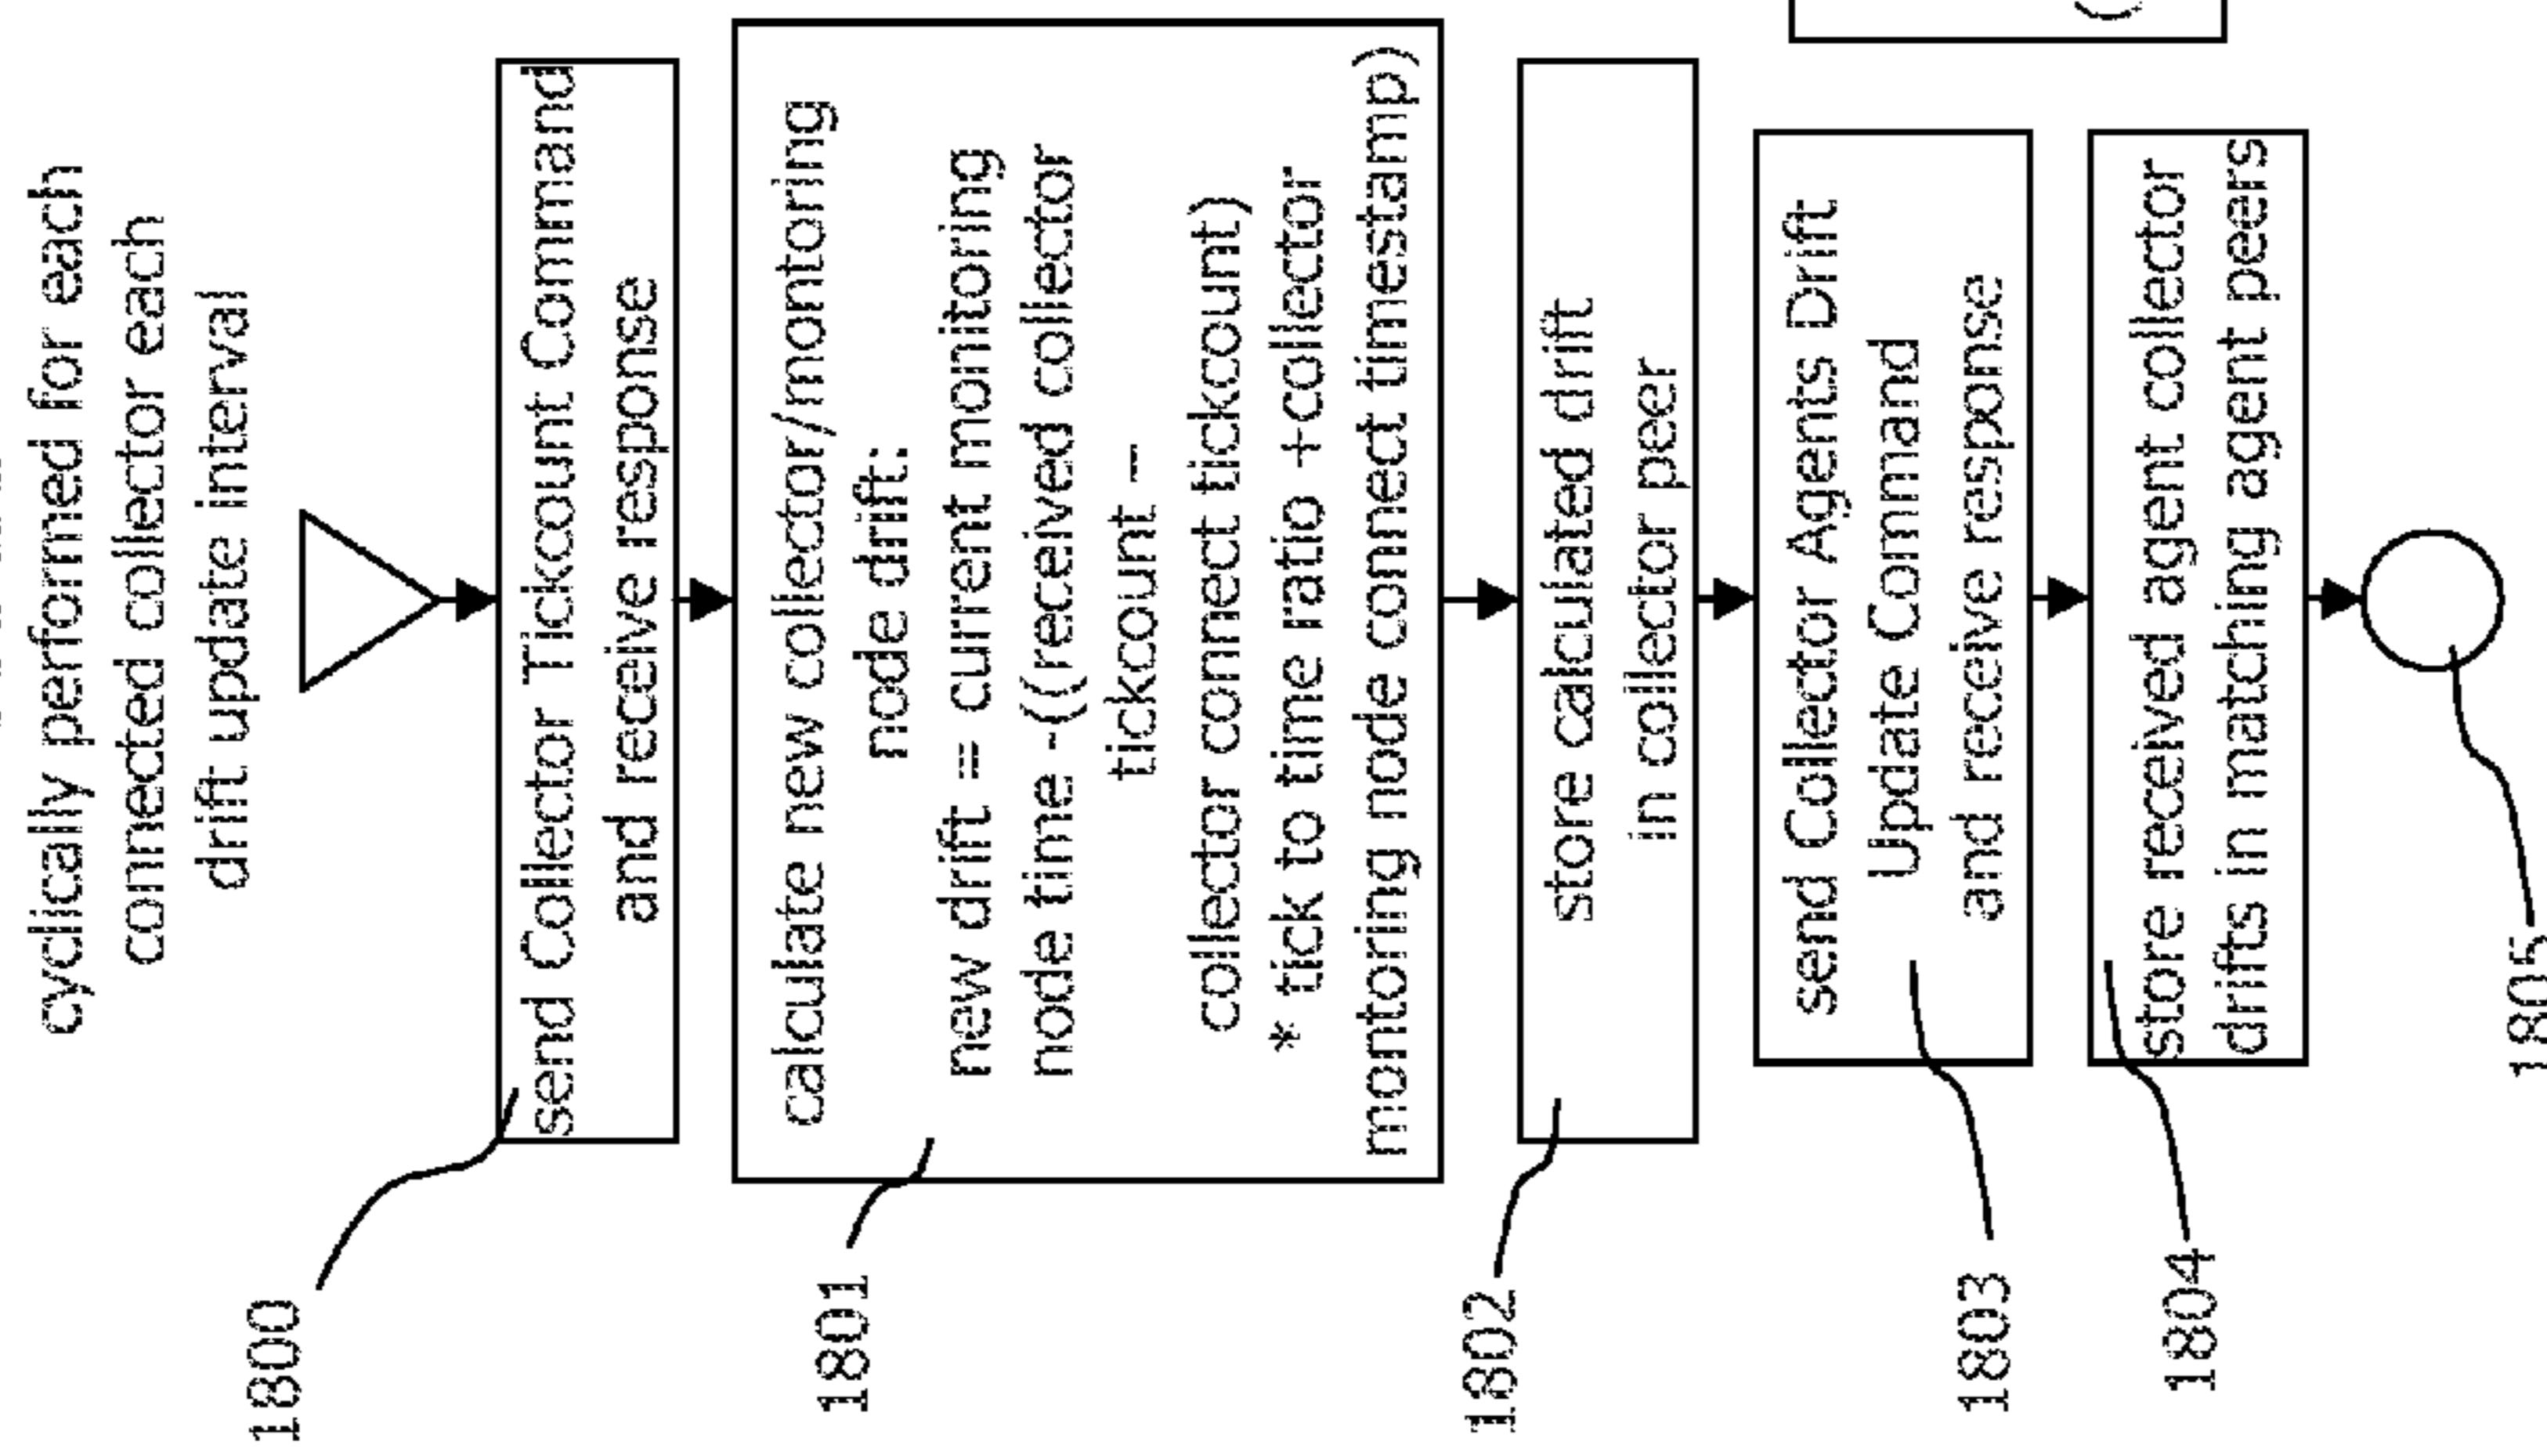 cyclically performed for each
connected collector each
drift update interval
1800
send Collector Tickcount Command
and receive response
1801
calculate new collector/montoring
node drift:
new drift = current monitoring
node time -((received collector
tickcount —
collector connect tickcount)
* tick to time ratio +collector
montoring node connect timestamp)
1802
store calculated drift
in collector peer
1803
send Collector Agents Drift
Update Command
and receive response
1804
store received agent collector
drifts in matching agent peers
1805